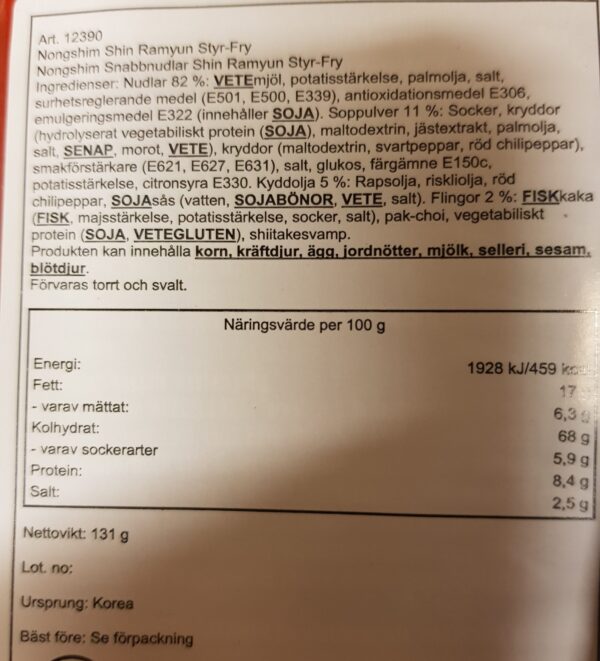 Art. 12390
Nongshim Shin Ramyun Styr-Fry
Nongshim Snabbnudlar Shin Ramyun Styr-Fry
Ingredienser: Nudlar 82 %: VETEmjöl, potatisstärkelse, palmolja, salt,
surhetsreglerande medel (E501, E500, E339), antioxidationsmedel E306,
emulgeringsmedel E322 (innehåller SOJA). Soppulver 11 %: Socker, kryddor
(hydrolyserat vegetabiliskt protein (SOJA), maltodextrin, jästextrakt, palmolja,
salt, SENAP, morot, VETE), kryddor (maltodextrin, svartpeppar, röd chilipeppar),
smakförstärkare (E621, E627, E631), salt, glukos, färgämne E150c,
potatisstärkelse, citronsyra E330. Kyddolja 5 %: Rapsolja, riskliolja, röd
chilipeppar, SOJAsås (vatten, SOJABÖNOR, VETE, salt). Flingor 2 %: FISKkaka
(FISK, majsstärkelse, potatisstärkelse, socker, salt), pak-choi, vegetabiliskt
protein (SOJA, VETEGLUTEN), shiitakesvamp.
Produkten kan innehålla korn, kräftdjur, ägg, jordnötter, mjölk, selleri, sesam,
blötdjur.
Förvaras torrt och svalt.
Näringsvärde per 100 g
Energi: 1928 kJ/459 kcal
Fett: 17
- varav mättat: 6,3 g
Kolhydrat: 68 g
- varav sockerarter 5,9 g
Protein: 8,4 g
Salt: 2,5 g
Nettovikt: 131 g
Lot. no:
Ursprung: Korea
Bäst före: Se förpackning